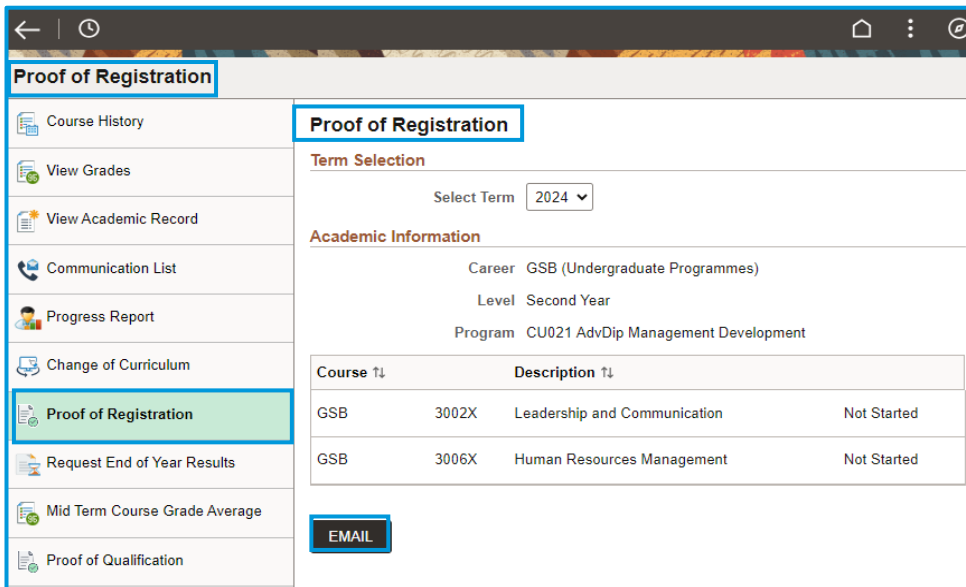 Proof of Registration
Course History
View Grades
View Academic Record
Communication List
Progress Report
Change of Curriculum
Proof of Registration
Request End of Year Results
Mid Term Course Grade Average
Proof of Qualification
Proof of Registration
Term Selection
Select Term 2024
Academic Information
Career GSB (Undergraduate Programmes)
Level Second Year
Program CU021 AdvDip Management Development
Course Description
GSB 3002X Leadership and Communication Not Started
GSB 3006X Human Resources Management Not Started
EMAIL